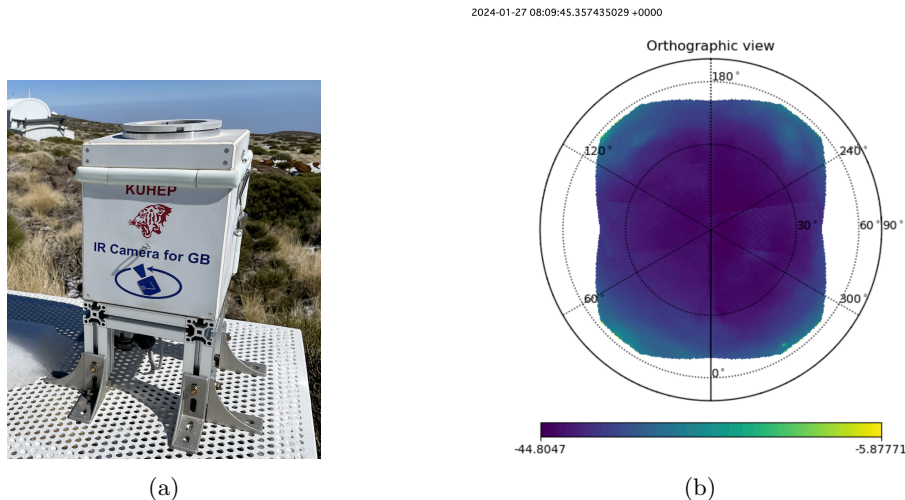 2024-01-27 08:09:45.357435029 +0000
Orthographic view
180°
120°
240°
30°
60°
90°
60°
300°
0°
-44.8047
-5.87771
KUHEP
IR Camera for GB
(a)
(b)